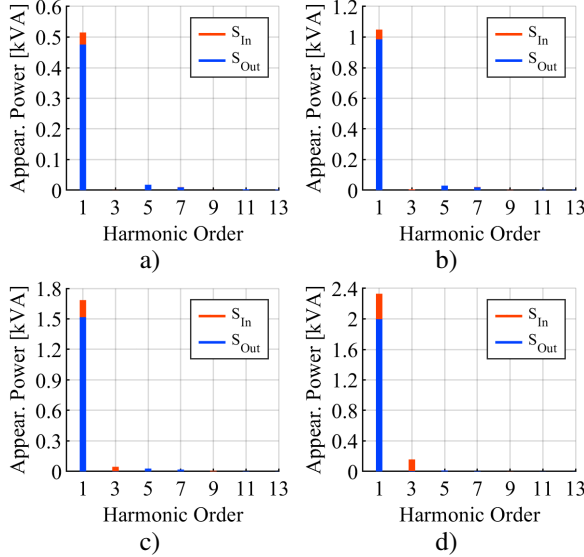 Appear. Power [kVA]
0.6
0.5
0.4
0.3
0.2
0.1
0
S_In
S_Out
1 3 5 7 9 11 13
Harmonic Order
a)
Appear. Power [kVA]
1.2
1
0.8
0.6
0.4
0.2
0
S_In
S_Out
1 3 5 7 9 11 13
Harmonic Order
b)
Appear. Power [kVA]
1.8
1.5
1.2
0.9
0.6
0.3
0
S_In
S_Out
1 3 5 7 9 11 13
Harmonic Order
c)
Appear. Power [kVA]
2.4
2
1.6
1.2
0.8
0.4
0
S_In
S_Out
1 3 5 7 9 11 13
Harmonic Order
d)